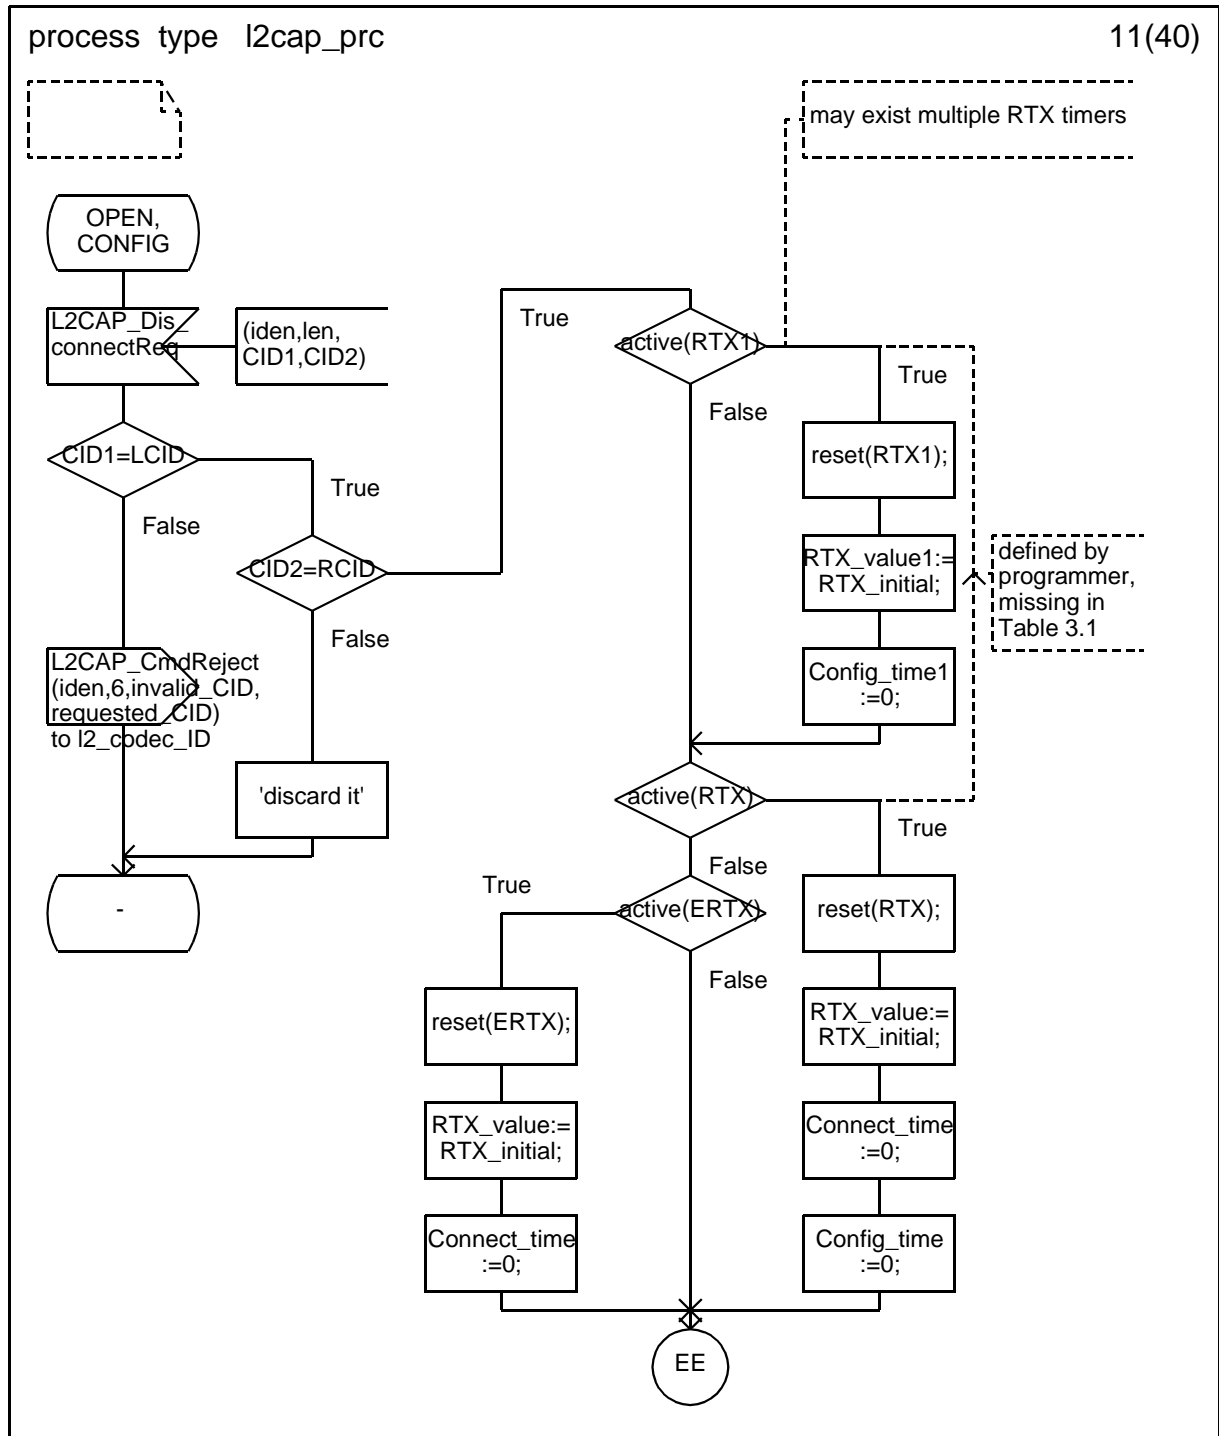 process type l2cap_prc
11(40)
may exist multiple RTX timers
OPEN,
CONFIG
L2CAP_Dis_
connectReq
(iden,len,
CID1,CID2)
True
active(RTX1)
True
False
reset(RTX1);
CID1=LCID
True
False
CID2=RCID
RTX_value1:=
RTX_initial;
defined by
programmer,
missing in
Table 3.1
False
L2CAP_CmdReject
(iden,6,invalid_CID,
requested_CID)
to l2_codec_ID
Config_time1
:=0;
'discard it'
active(RTX)
True
False
-
True
active(ERTX)
reset(RTX);
False
reset(ERTX);
RTX_value:=
RTX_initial;
RTX_value:=
RTX_initial;
Connect_time
:=0;
Connect_time
:=0;
Config_time
:=0;
EE